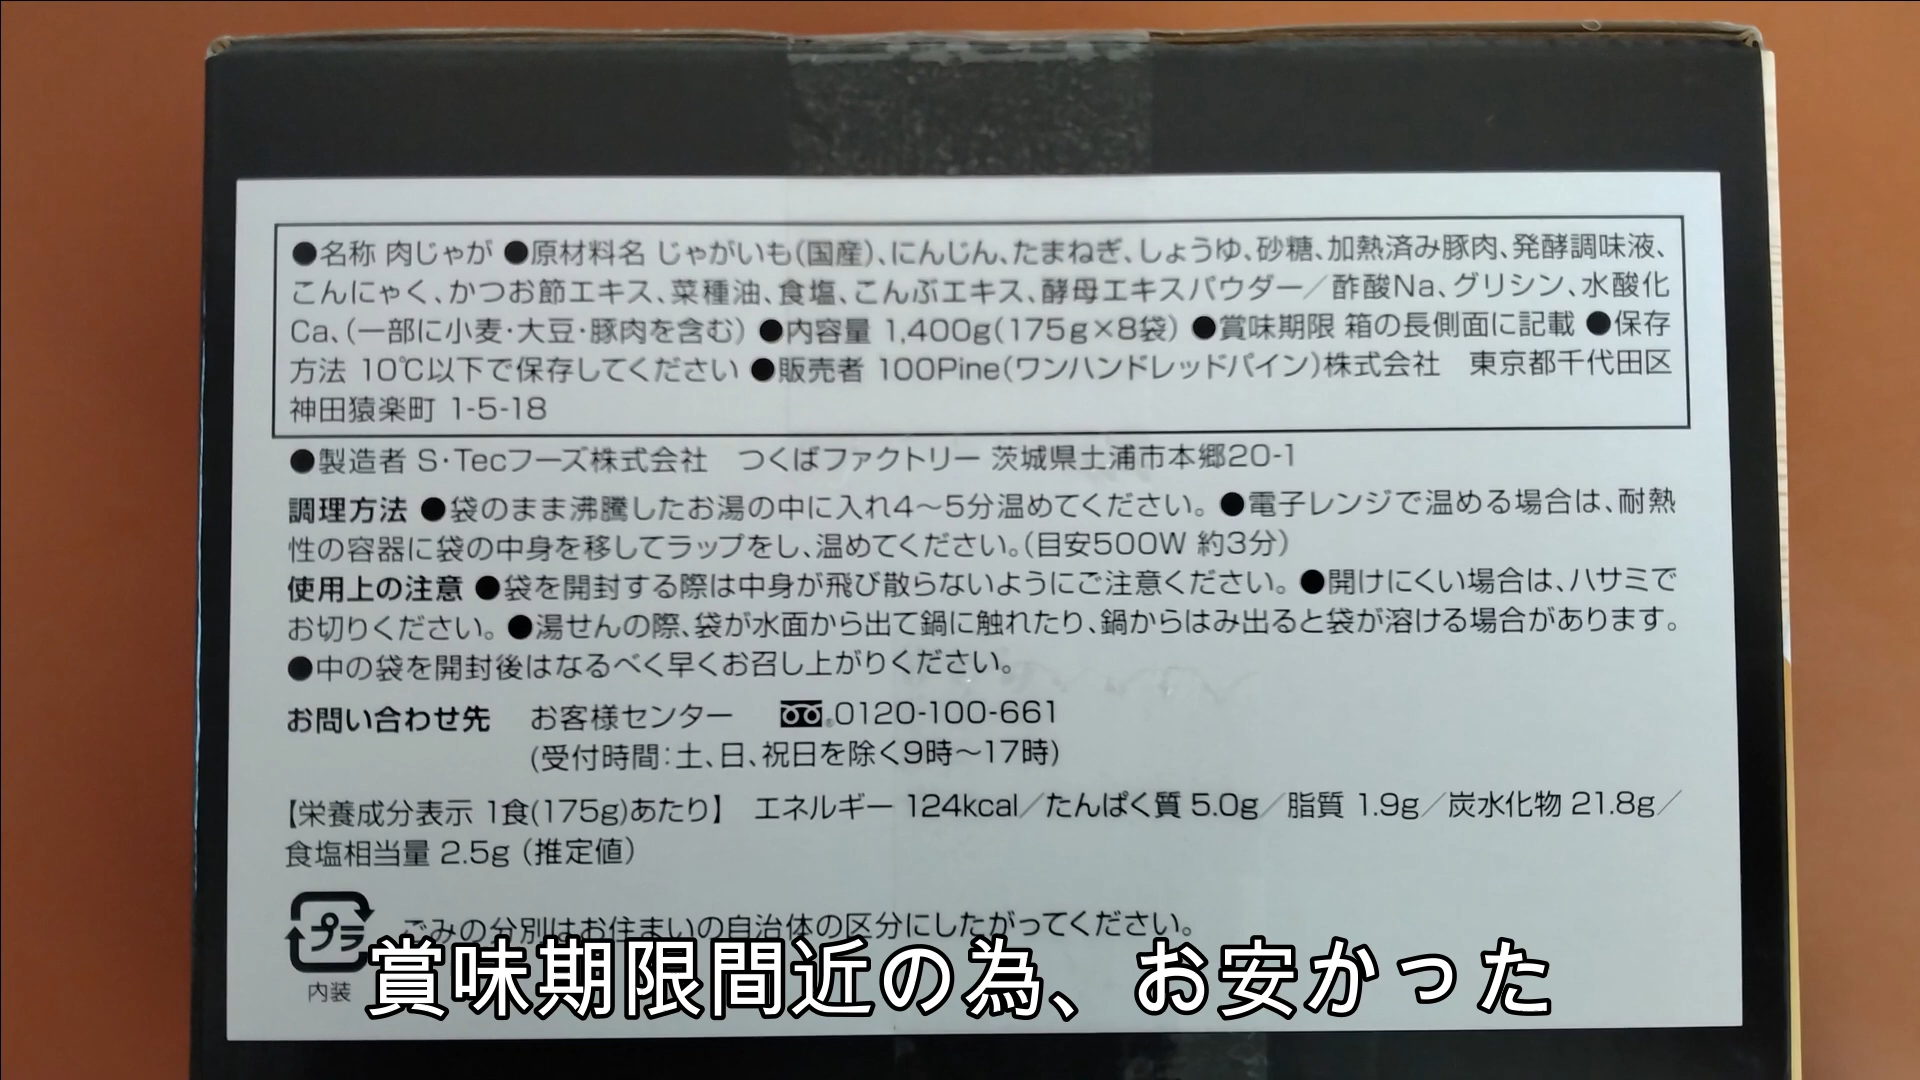 ●名称 肉じゃが ●原材料名 じゃがいも(国産)、にんじん、たまねぎ、しょうゆ、砂糖、加熱済み豚肉、発酵調味液、
こんにゃく、かつお節エキス、菜種油、食塩、こんぶエキス、酵母エキスパウダー／酢酸Na、グリシン、水酸化
Ca、(一部に小麦・大豆・豚肉を含む) ●内容量 1,400g(175g×8袋) ●賞味期限 箱の長側面に記載 ●保存
方法 10℃以下で保存してください ●販売者 100Pine(ワンハンドレッドパイン)株式会社 東京都千代田区
神田猿楽町 1-5-18
●製造者 S・Tecフーズ株式会社 つくばファクトリー 茨城県土浦市本郷20-1
調理方法 ●袋のまま沸騰したお湯の中に入れ4〜5分温めてください。●電子レンジで温める場合は、耐熱
性の容器に袋の中身を移してラップをし、温めてください。(目安500W 約3分)
使用上の注意 ●袋を開封する際は中身が飛び散らないようにご注意ください。●開けにくい場合は、ハサミで
お切りください。●湯せんの際、袋が水面から出て鍋に触れたり、鍋からはみ出ると袋が溶ける場合があります。
●中の袋を開封後はなるべく早くお召し上がりください。
お問い合わせ先 お客様センター 0120-100-661
(受付時間：土、日、祝日を除く9時〜17時)
【栄養成分表示 1食(175g)あたり】 エネルギー 124kcal／たんぱく質 5.0g／脂質 1.9g／炭水化物 21.8g／
食塩相当量 2.5g (推定値)
プラ ごみの分別はお住まいの自治体の区分にしたがってください。
内装
賞味期限間近の為、お安かった